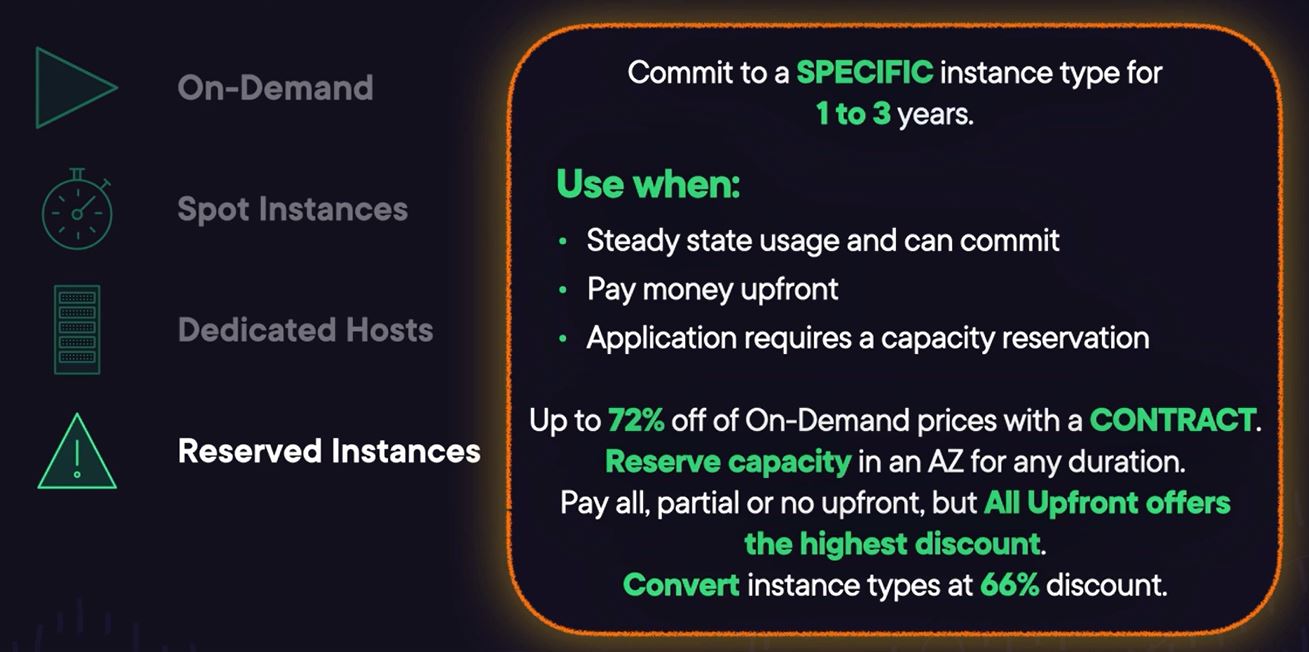 On-Demand
Spot Instances
Dedicated Hosts
Reserved Instances
Commit to a SPECIFIC instance type for
1 to 3 years.
Use when:
• Steady state usage and can commit
• Pay money upfront
• Application requires a capacity reservation
Up to 72% off of On-Demand prices with a CONTRACT.
Reserve capacity in an AZ for any duration.
Pay all, partial or no upfront, but All Upfront offers
the highest discount.
Convert instance types at 66% discount.